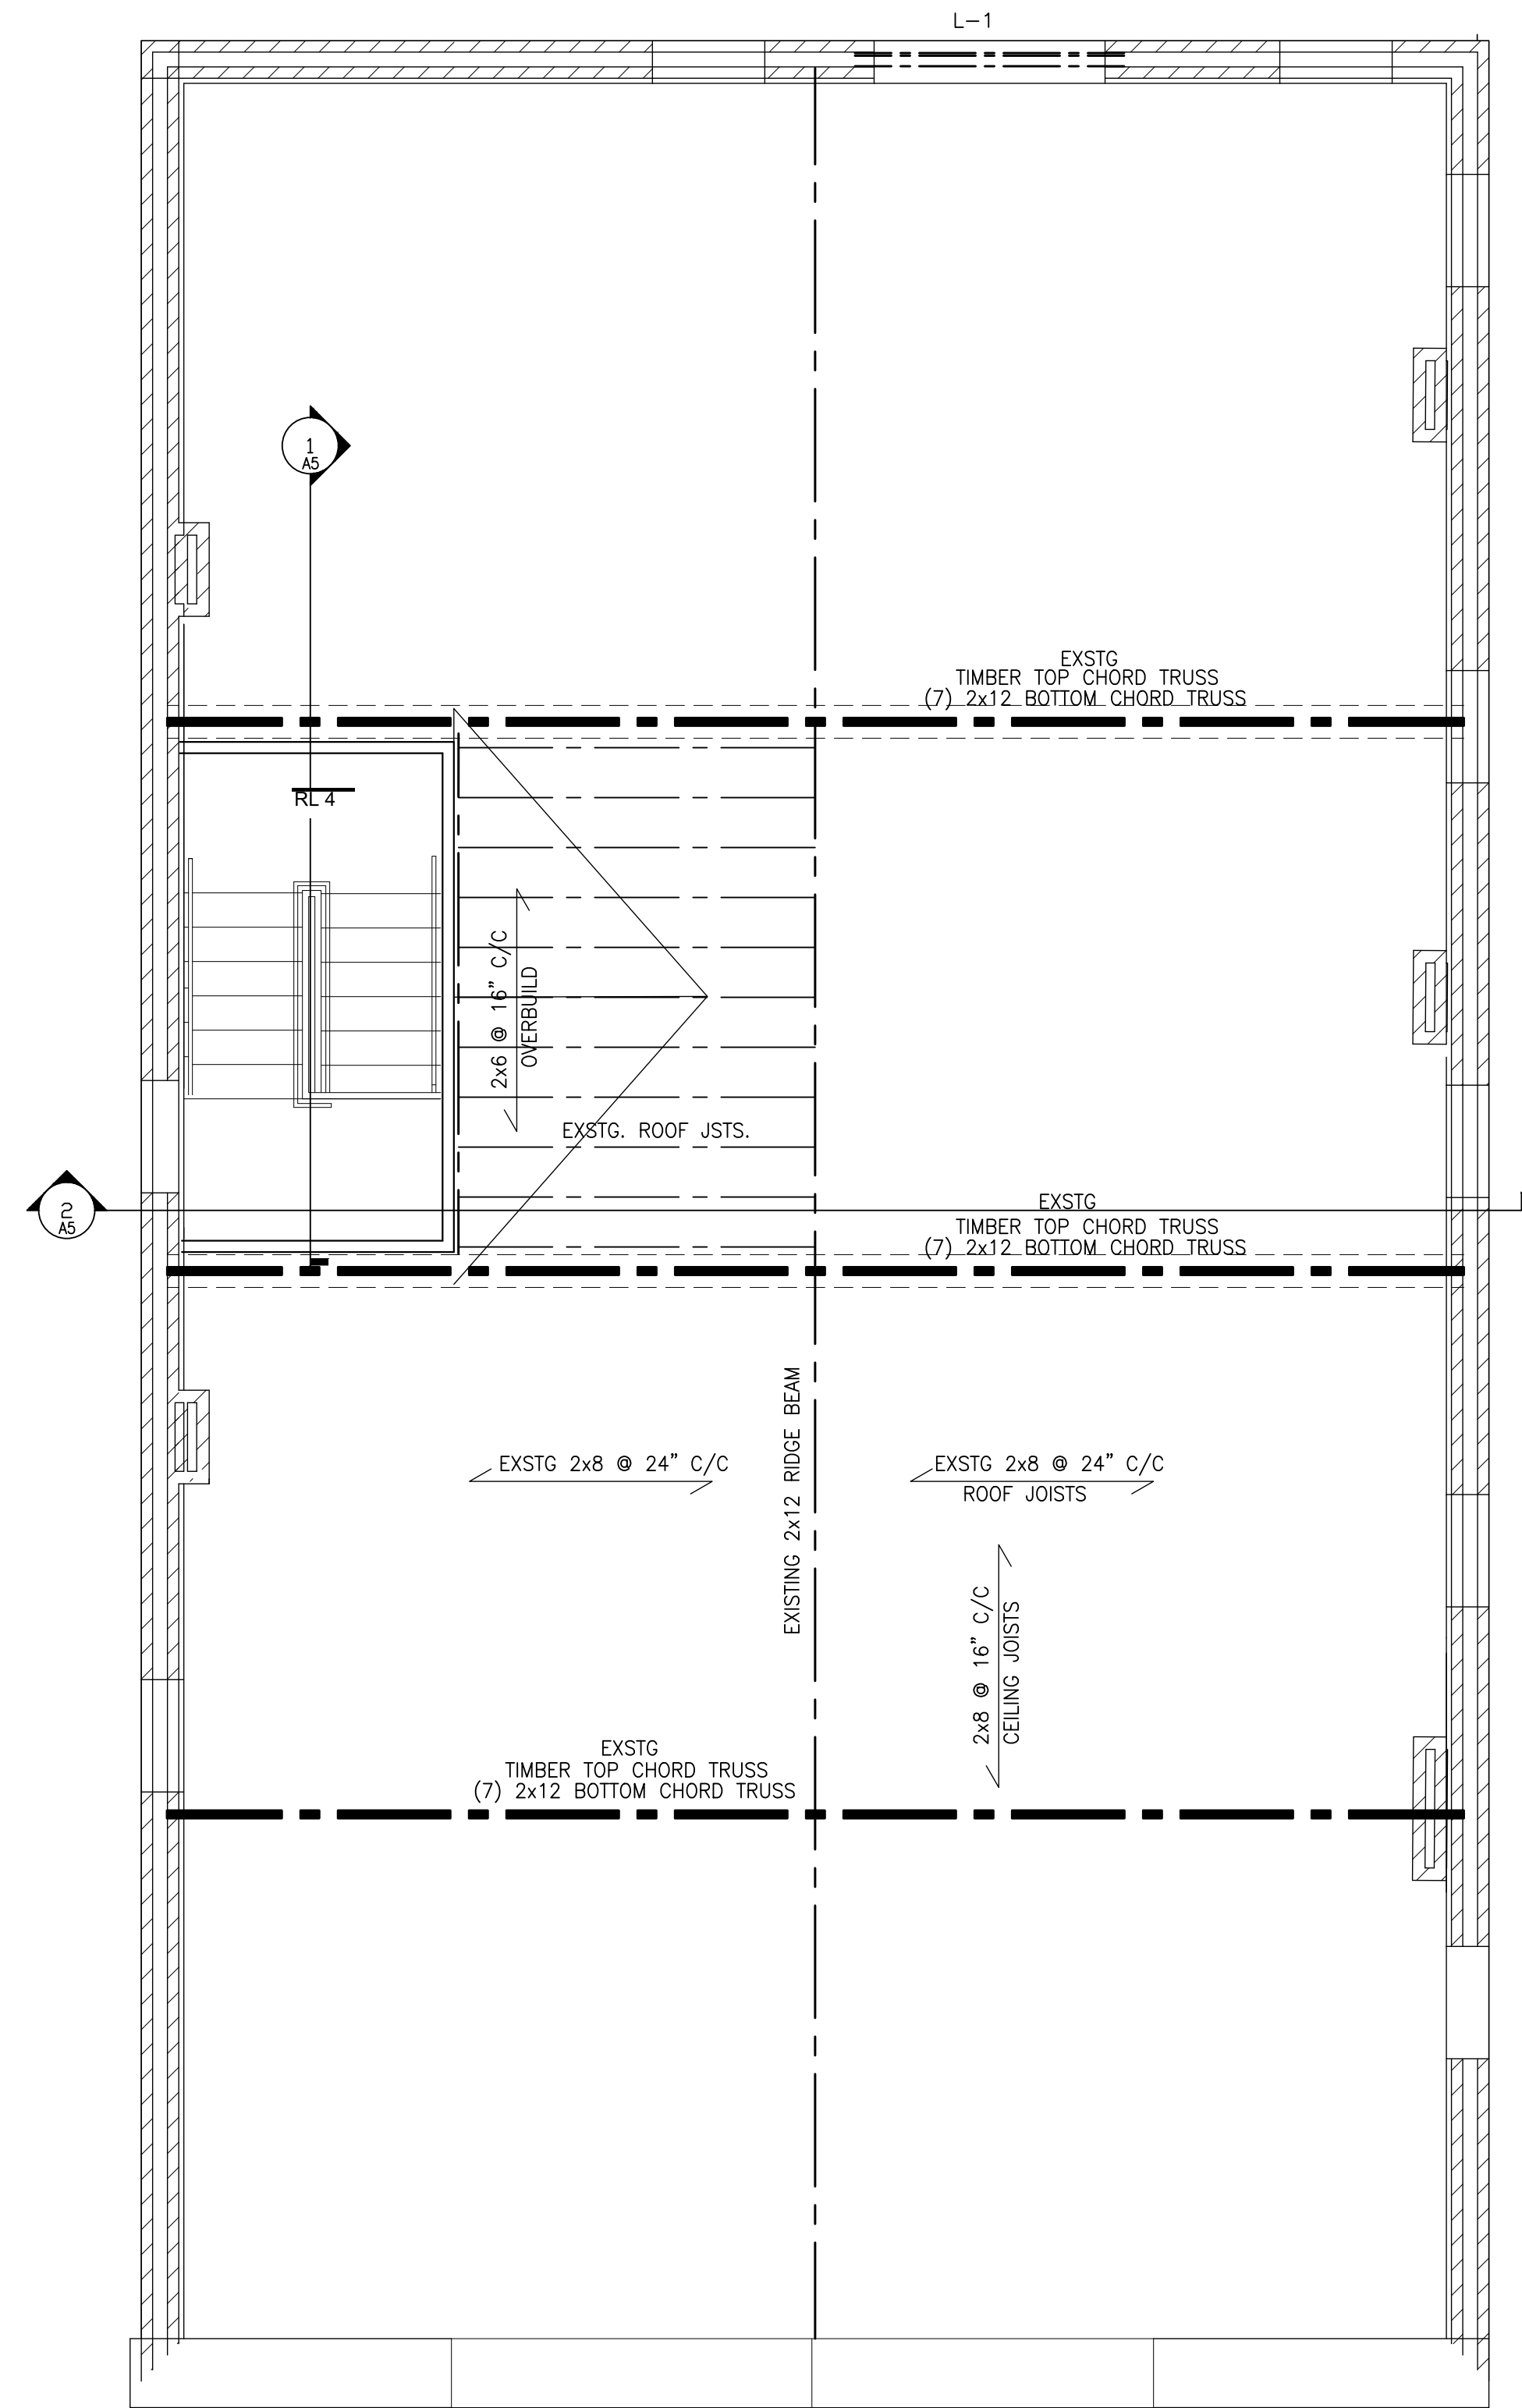 L-1
1
A5
EXSTG
TIMBER TOP CHORD TRUSS
(7) 2x12 BOTTOM CHORD TRUSS
RL 4
2x6 @ 16" C/C
OVERBUILD
EXSTG. ROOF JSTS.
2
A5
EXSTG
TIMBER TOP CHORD TRUSS
(7) 2x12 BOTTOM CHORD TRUSS
EXISTING 2x12 RIDGE BEAM
EXSTG 2x8 @ 24" C/C
EXSTG 2x8 @ 24" C/C
ROOF JOISTS
2x8 @ 16" C/C
CEILING JOISTS
EXSTG
TIMBER TOP CHORD TRUSS
(7) 2x12 BOTTOM CHORD TRUSS